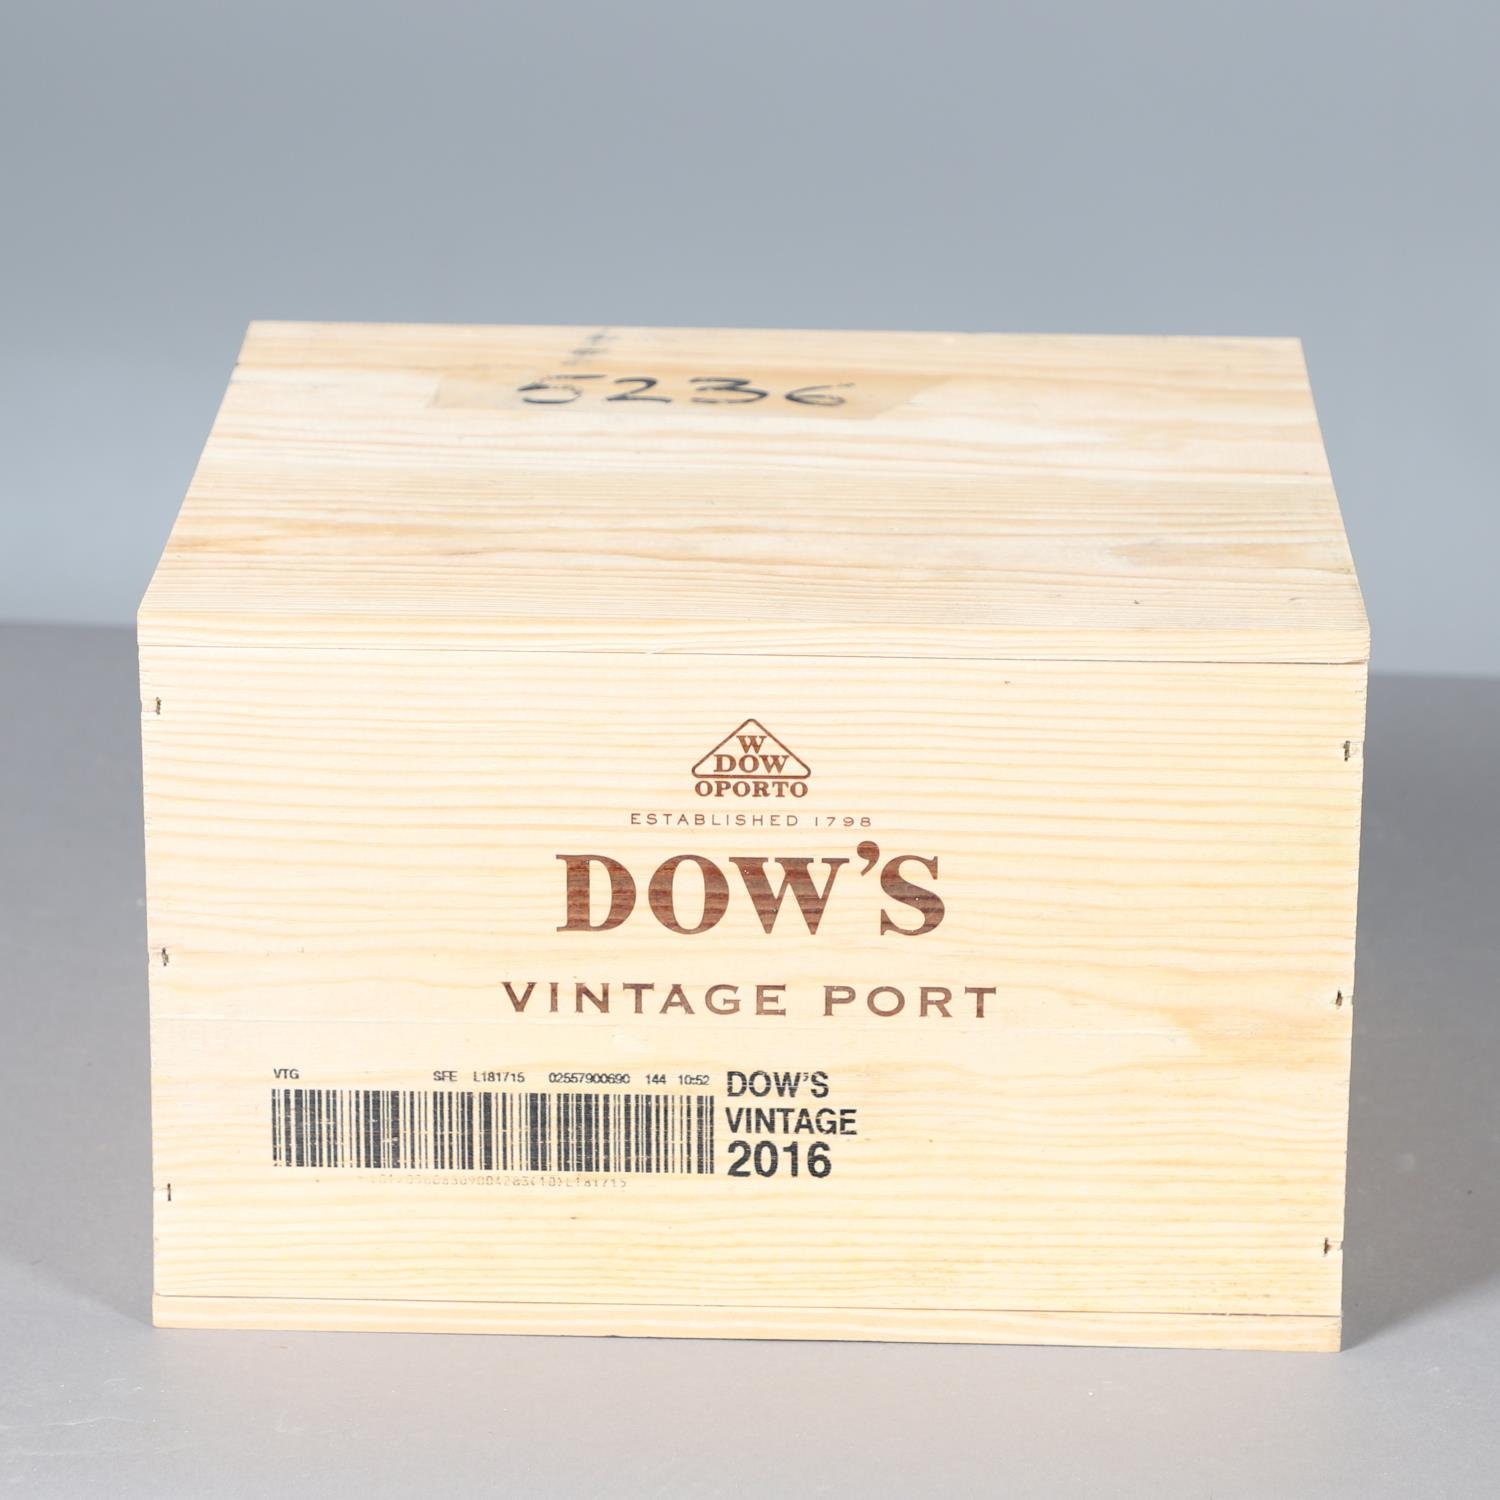 5236
W
DOW
OPORTO
ESTABLISHED 1798
DOW'S
VINTAGE PORT
VTG SFE L181715 02557900690 144 10:52
DOW'S
VINTAGE
2016